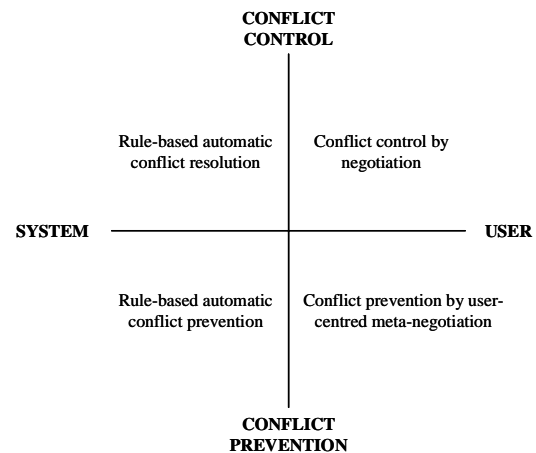 CONFLICT
CONTROL
Rule-based automatic
conflict resolution
Conflict control by
negotiation
SYSTEM
USER
Rule-based automatic
conflict prevention
Conflict prevention by user-
centred meta-negotiation
CONFLICT
PREVENTION